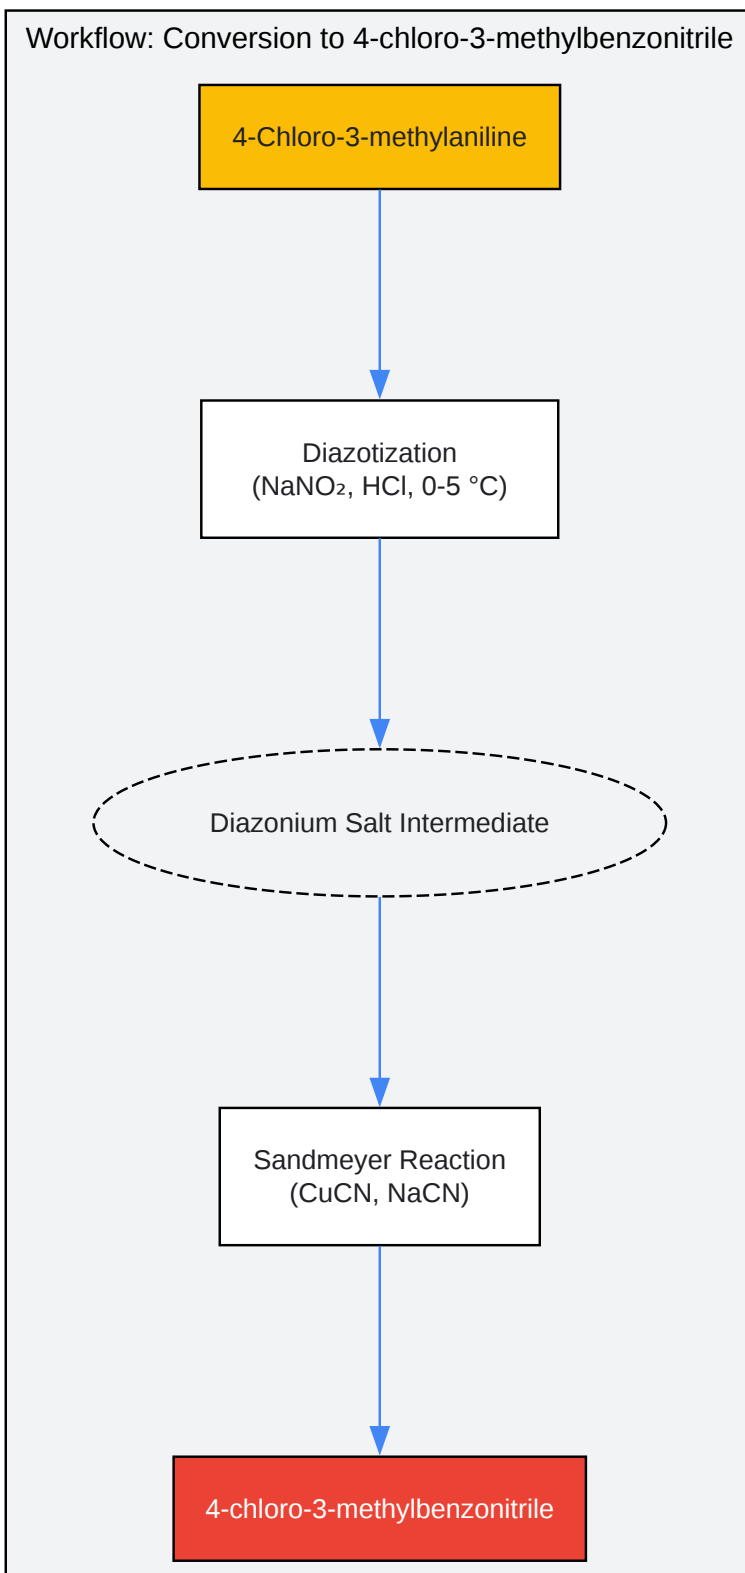 Workflow: Conversion to 4-chloro-3-methylbenzonitrile
4-Chloro-3-methylaniline
Diazotization
(NaNO₂, HCl, 0-5 °C)
Diazonium Salt Intermediate
Sandmeyer Reaction
(CuCN, NaCN)
4-chloro-3-methylbenzonitrile